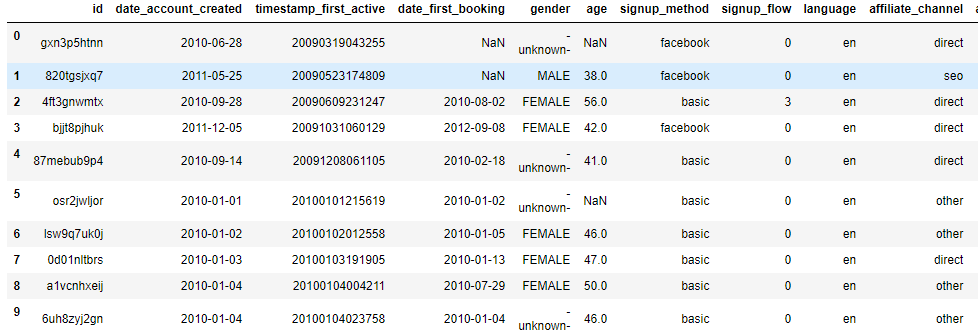 id date_account_created timestamp_first_active date_first_booking gender age signup_method signup_flow language affiliate_channel
0 gxn3p5htnn 2010-06-28 20090319043255 NaN -unknown- NaN facebook 0 en direct
1 820tgsjxq7 2011-05-25 20090523174809 NaN MALE 38.0 facebook 0 en seo
2 4ft3gnwmtx 2010-09-28 20090609231247 2010-08-02 FEMALE 56.0 basic 3 en direct
3 bjjt8pjhuk 2011-12-05 20091031060129 2012-09-08 FEMALE 42.0 facebook 0 en direct
4 87mebub9p4 2010-09-14 20091208061105 2010-02-18 -unknown- 41.0 basic 0 en direct
5 osr2jwljor 2010-01-01 20100101215619 2010-01-02 -unknown- NaN basic 0 en other
6 lsw9q7uk0j 2010-01-02 20100102012558 2010-01-05 FEMALE 46.0 basic 0 en other
7 0d01nltbrs 2010-01-03 20100103191905 2010-01-13 FEMALE 47.0 basic 0 en direct
8 a1vcnhxeij 2010-01-04 20100104004211 2010-07-29 FEMALE 50.0 basic 0 en other
9 6uh8zyj2gn 2010-01-04 20100104023758 2010-01-04 -unknown- 46.0 basic 0 en other